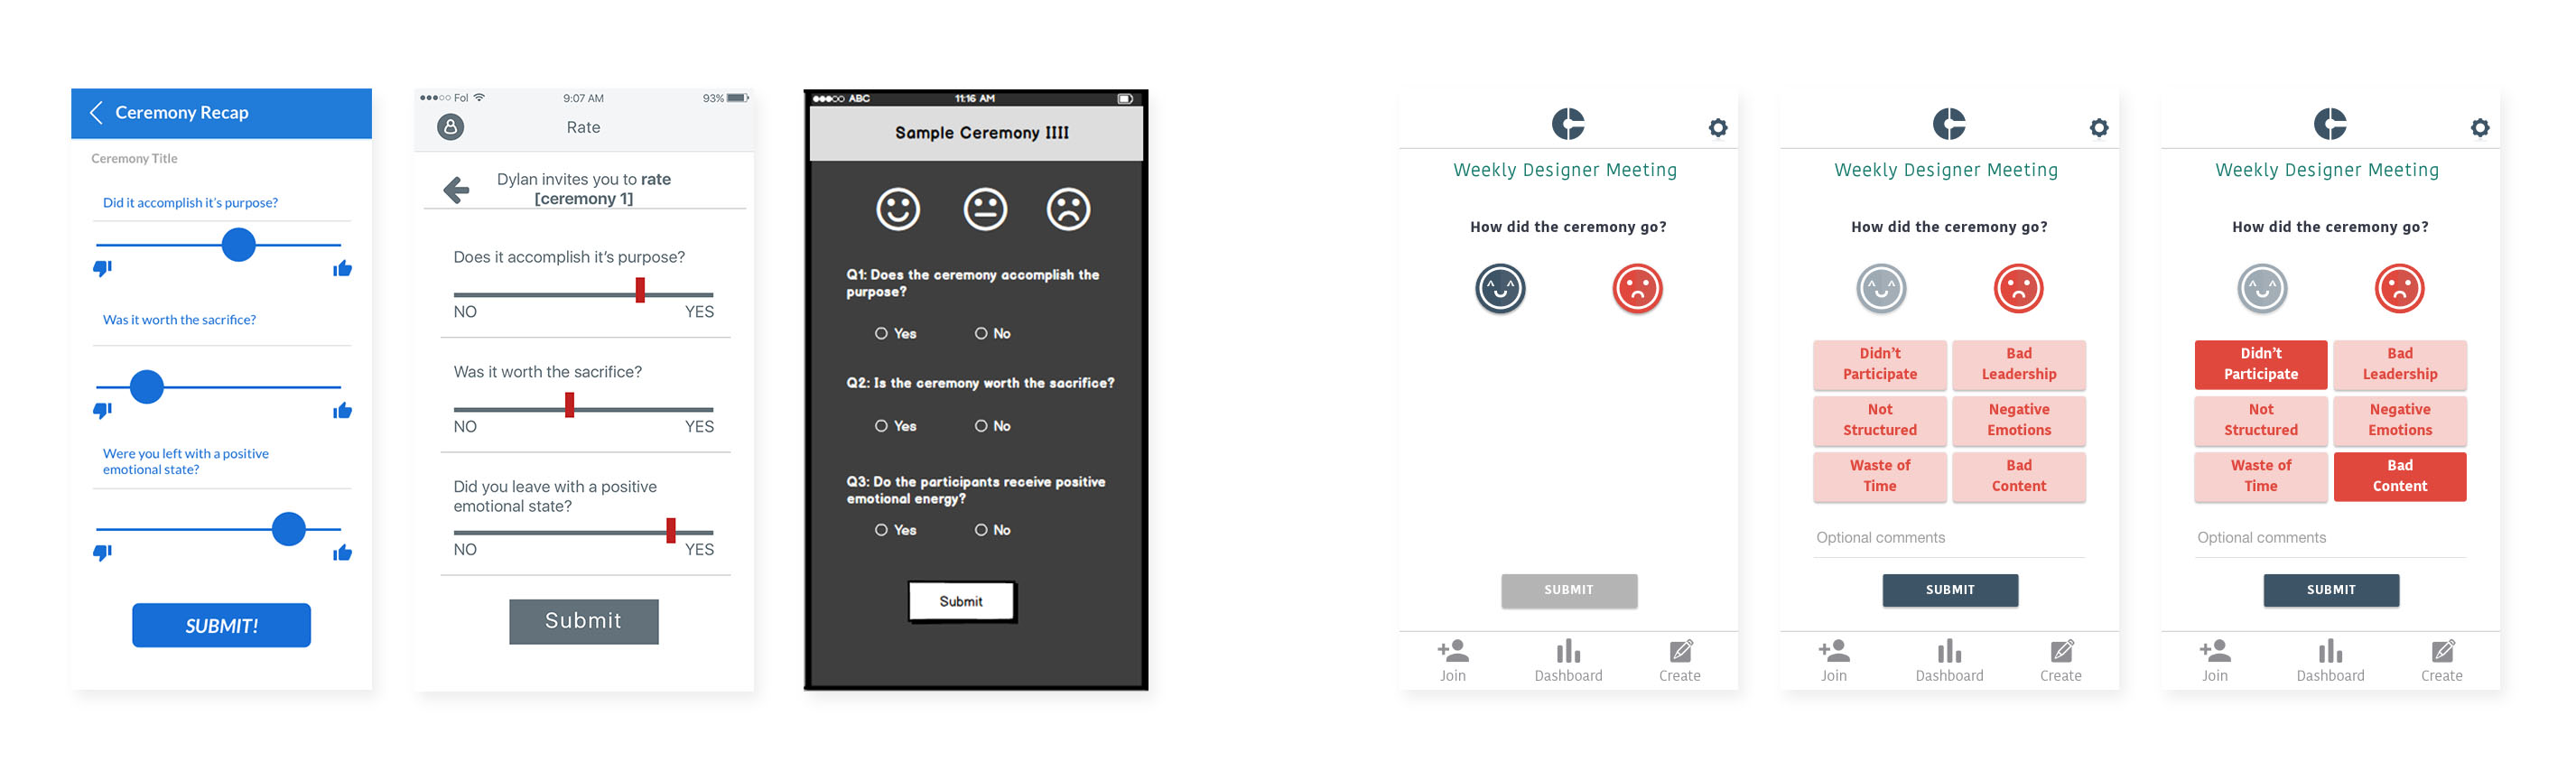 Ceremony Recap
Ceremony Title
Did it accomplish it's purpose?
Was it worth the sacrifice?
Were you left with a positive
emotional state?
SUBMIT!
Fol
9:07 AM
93%
Rate
Dylan invites you to rate
[ceremony 1]
Does it accomplish it's purpose?
NO YES
Was it worth the sacrifice?
NO YES
Did you leave with a positive
emotional state?
NO YES
Submit
ABC
11:16 AM
Sample Ceremony IIII
Q1: Does the ceremony accomplish the
purpose?
Yes No
Q2: Is the ceremony worth the sacrifice?
Yes No
Q3: Do the participants receive positive
emotional energy?
Yes No
Submit
Weekly Designer Meeting
How did the ceremony go?
SUBMIT
Join Dashboard Create
Weekly Designer Meeting
How did the ceremony go?
Didn't
Participate
Bad
Leadership
Not
Structured
Negative
Emotions
Waste of
Time
Bad
Content
Optional comments
SUBMIT
Join Dashboard Create
Weekly Designer Meeting
How did the ceremony go?
Didn't
Participate
Bad
Leadership
Not
Structured
Negative
Emotions
Waste of
Time
Bad
Content
Optional comments
SUBMIT
Join Dashboard Create